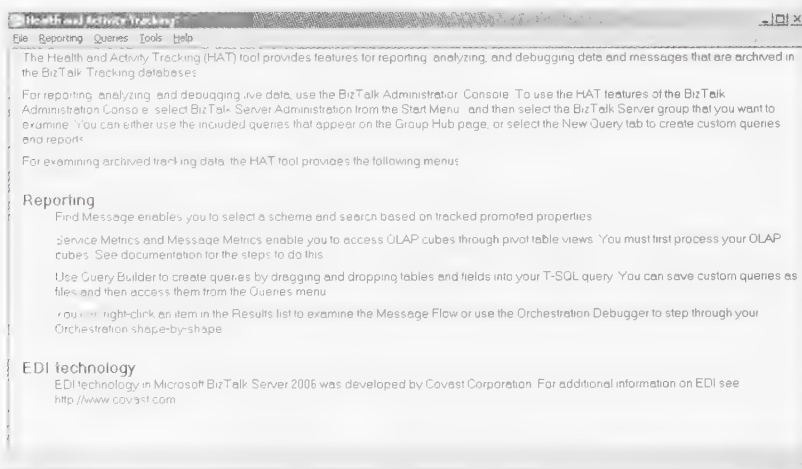 Health and Activity Tracking
File Reporting Queries Tools Help
The Health and Activity Tracking (HAT) tool provides features for reporting, analyzing, and debugging data and messages that are archived in
the BizTalk Tracking databases
For reporting, analyzing, and debugging live data, use the BizTalk Administration Console. To use the HAT features of the BizTalk
Administration Console, select BizTalk Server Administration from the Start Menu, and then select the BizTalk Server group that you want to
examine. You can either use the included queries that appear on the Group Hub page, or select the New Query tab to create custom queries
and reports
For examining archived tracking data, the HAT tool provides the following menus
Reporting
Find Message enables you to select a schema and search based on tracked promoted properties
Service Metrics and Message Metrics enable you to access OLAP cubes through pivot table views. You must first process your OLAP
cubes. See documentation for the steps to do this
Use Query Builder to create queries by dragging and dropping tables and fields into your T-SQL query. You can save custom queries as
files and then access them from the Queries menu
You can right-click an item in the Results list to examine the Message Flow or use the Orchestration Debugger to step through your
Orchestration shape-by-shape
EDI technology
EDI technology in Microsoft BizTalk Server 2006 was developed by Covast Corporation. For additional information on EDI see
http://www.covast.com